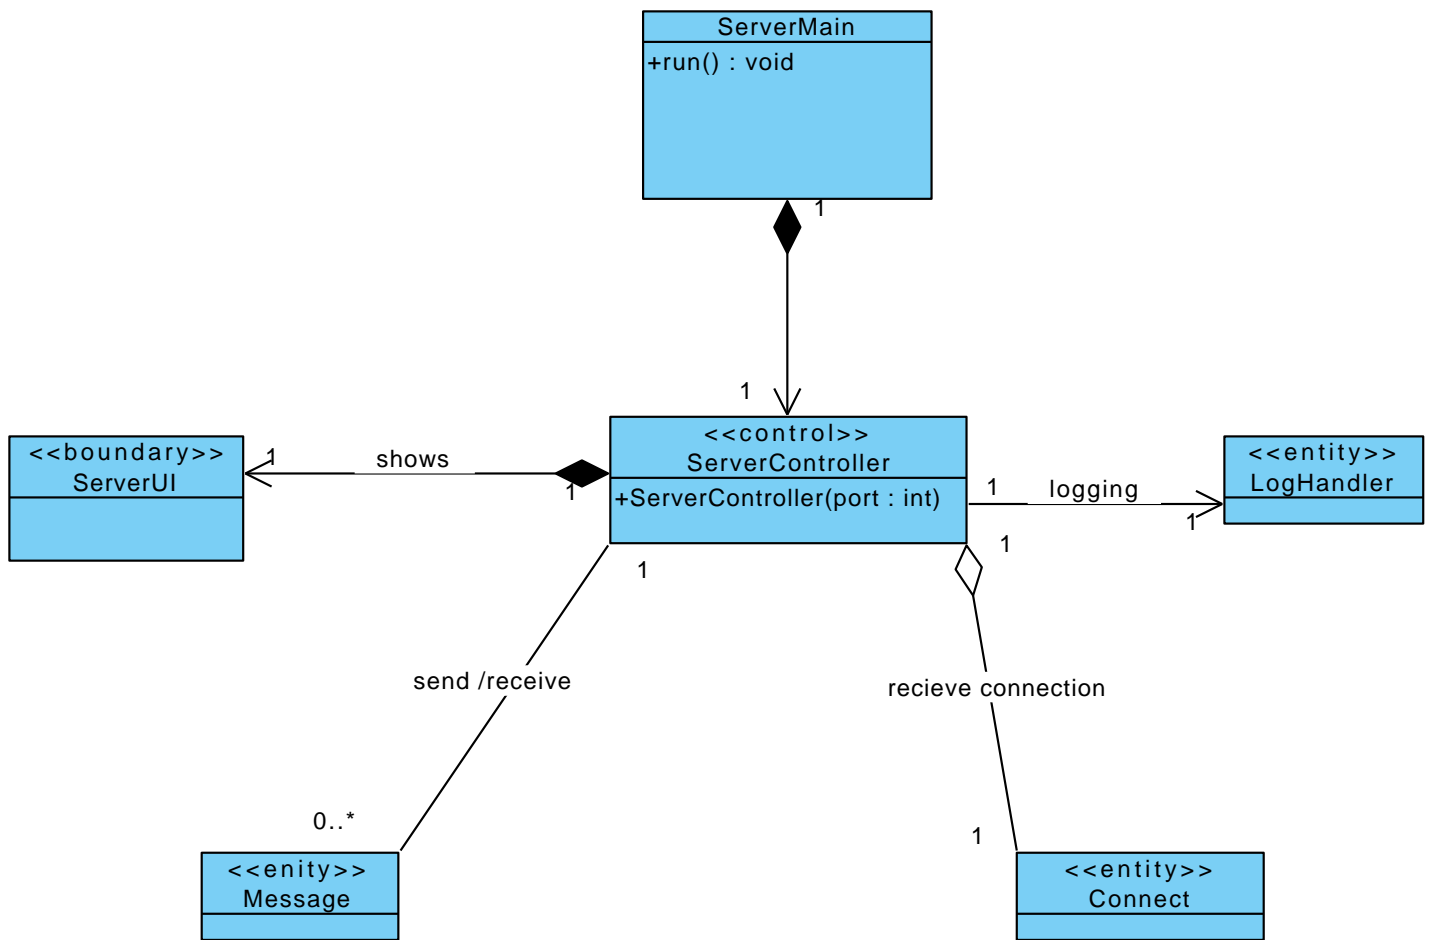 ServerMain
+run() : void
1
1
<<control>>
ServerController
+ServerController(port : int)
<<boundary>>
ServerUI
1
shows
1
1
logging
1
<<entity>>
LogHandler
1
1
send /receive
recieve connection
0..*
1
<<enity>>
Message
<<entity>>
Connect